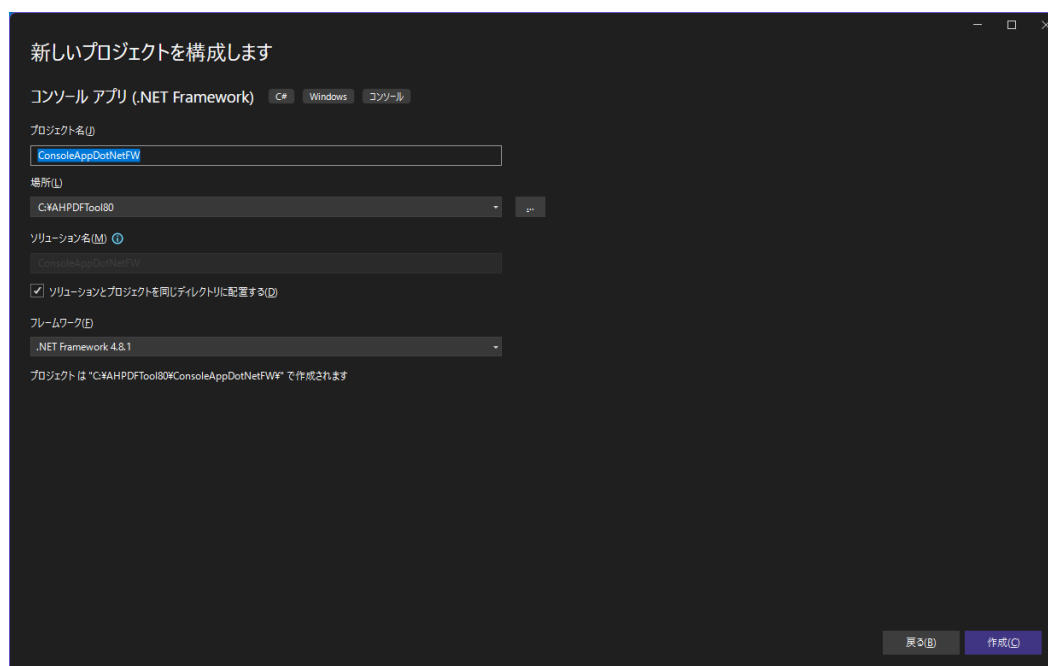 新しいプロジェクトを構成します
コンソール アプリ (.NET Framework) C# Windows コンソール
プロジェクト名(J)
ConsoleAppDotNetFW
場所(L)
C:¥AHPDFTool80
...
ソリューション名(M)
ConsoleAppDotNetFW
ソリューションとプロジェクトを同じディレクトリに配置する(D)
フレームワーク(F)
.NET Framework 4.8.1
プロジェクト は "C:¥AHPDFTool80¥ConsoleAppDotNetFW¥" で作成されます
戻る(B) 作成(C)